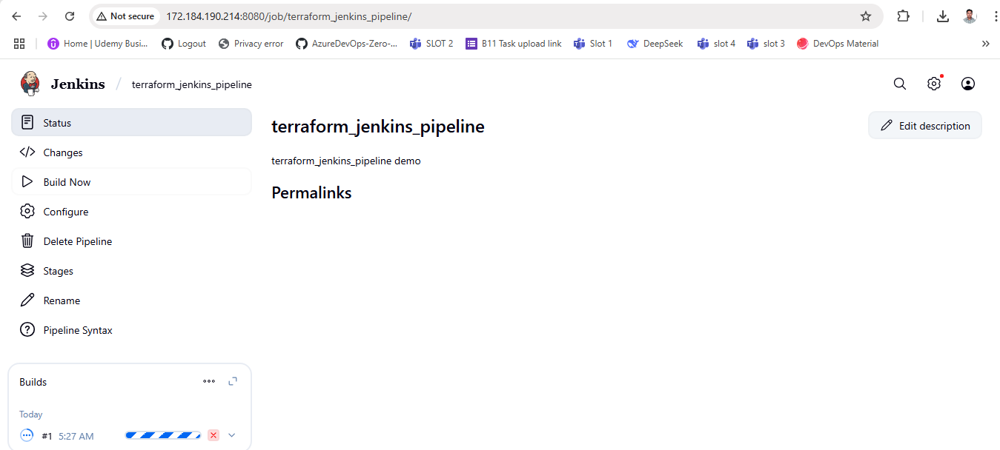 Not secure 172.184.190.214:8080/job/terraform_jenkins_pipeline/
Home | Udemy Busi... Logout Privacy error AzureDevOps-Zero-... SLOT 2 B11 Task upload link Slot 1 DeepSeek slot 4 slot 3 DevOps Material
Jenkins / terraform_jenkins_pipeline
Status
Changes
Build Now
Configure
Delete Pipeline
Stages
Rename
Pipeline Syntax
terraform_jenkins_pipeline
Edit description
terraform_jenkins_pipeline demo
Permalinks
Builds
Today
#1 5:27 AM